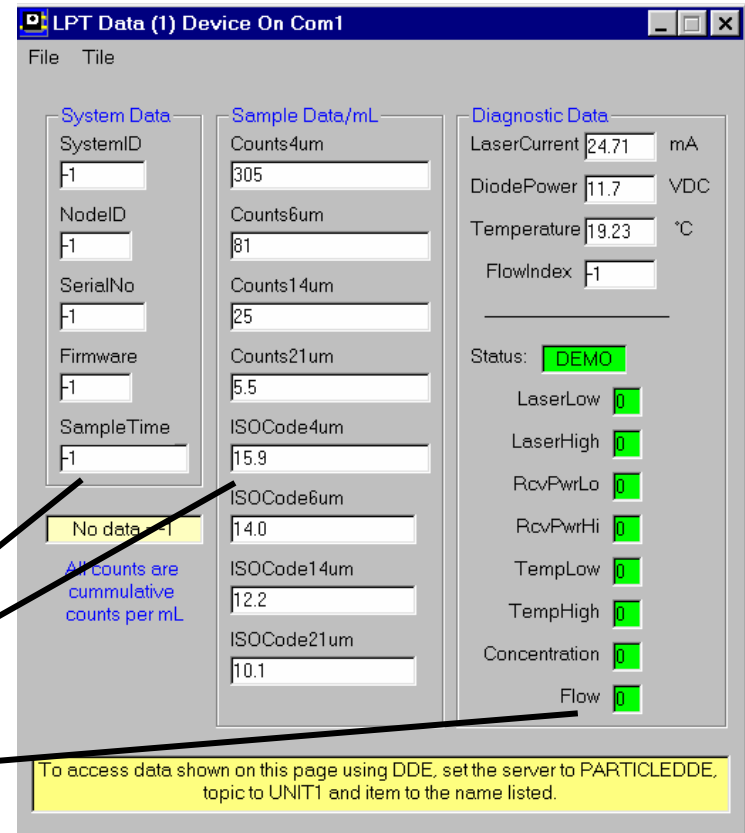 LPT Data (1) Device On Com1
File Tile
System Data
SystemID
-1
NodeID
-1
SerialNo
-1
Firmware
-1
SampleTime
-1
No data = -1
All counts are
cummulative
counts per mL
Sample Data/mL
Counts4um
305
Counts6um
81
Counts14um
25
Counts21um
5.5
ISOCode4um
15.9
ISOCode6um
14.0
ISOCode14um
12.2
ISOCode21um
10.1
Diagnostic Data
LaserCurrent 24.71 mA
DiodePower 11.7 VDC
Temperature 19.23 °C
FlowIndex -1
Status: DEMO
LaserLow 0
LaserHigh 0
RcvPwrLo 0
RcvPwrHi 0
TempLow 0
TempHigh 0
Concentration 0
Flow 0
To access data shown on this page using DDE, set the server to PARTICLEDDE,
topic to UNIT1 and item to the name listed.